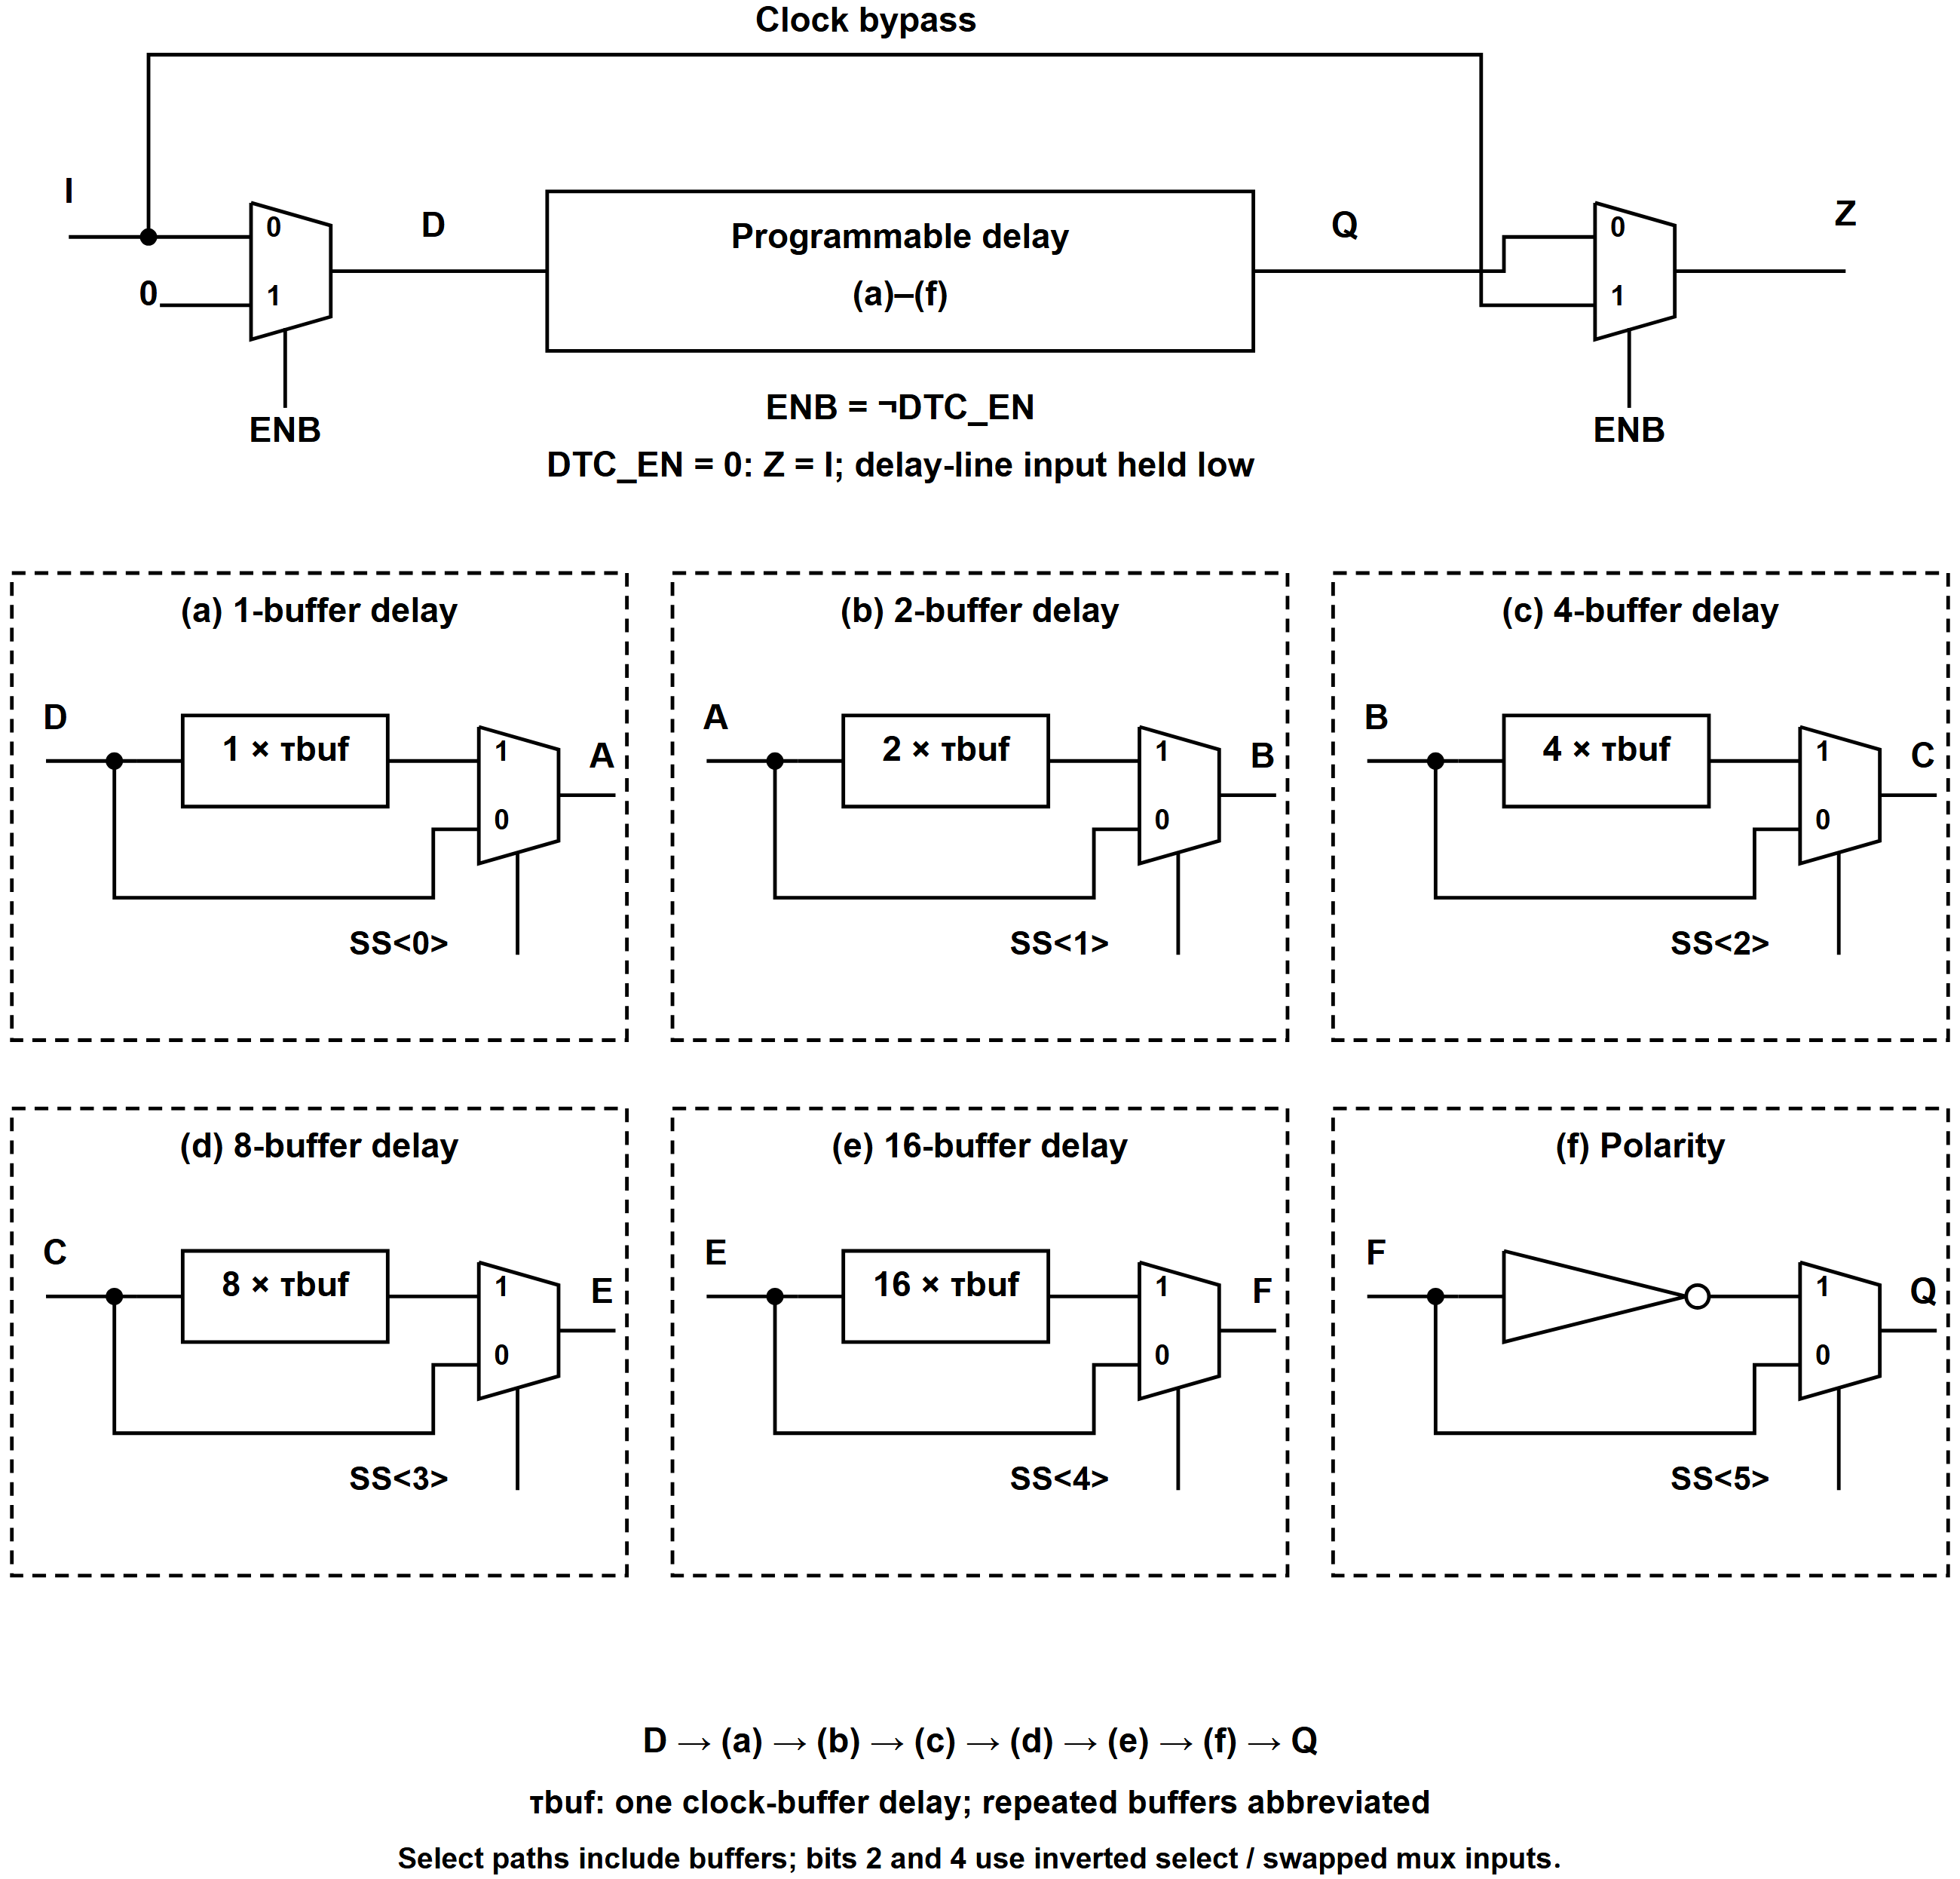 Clock bypass
I
0
1
0
D
Programmable delay
(a)–(f)
Q
0
1
Z
ENB
ENB = ¬DTC_EN
DTC_EN = 0: Z = I; delay-line input held low
ENB
(a) 1-buffer delay
D
1 × τbuf
1
0
A
SS<0>
(b) 2-buffer delay
A
2 × τbuf
1
0
B
SS<1>
(c) 4-buffer delay
B
4 × τbuf
1
0
C
SS<2>
(d) 8-buffer delay
C
8 × τbuf
1
0
E
SS<3>
(e) 16-buffer delay
E
16 × τbuf
1
0
F
SS<4>
(f) Polarity
F
1
0
Q
SS<5>
D → (a) → (b) → (c) → (d) → (e) → (f) → Q
τbuf: one clock-buffer delay; repeated buffers abbreviated
Select paths include buffers; bits 2 and 4 use inverted select / swapped mux inputs.